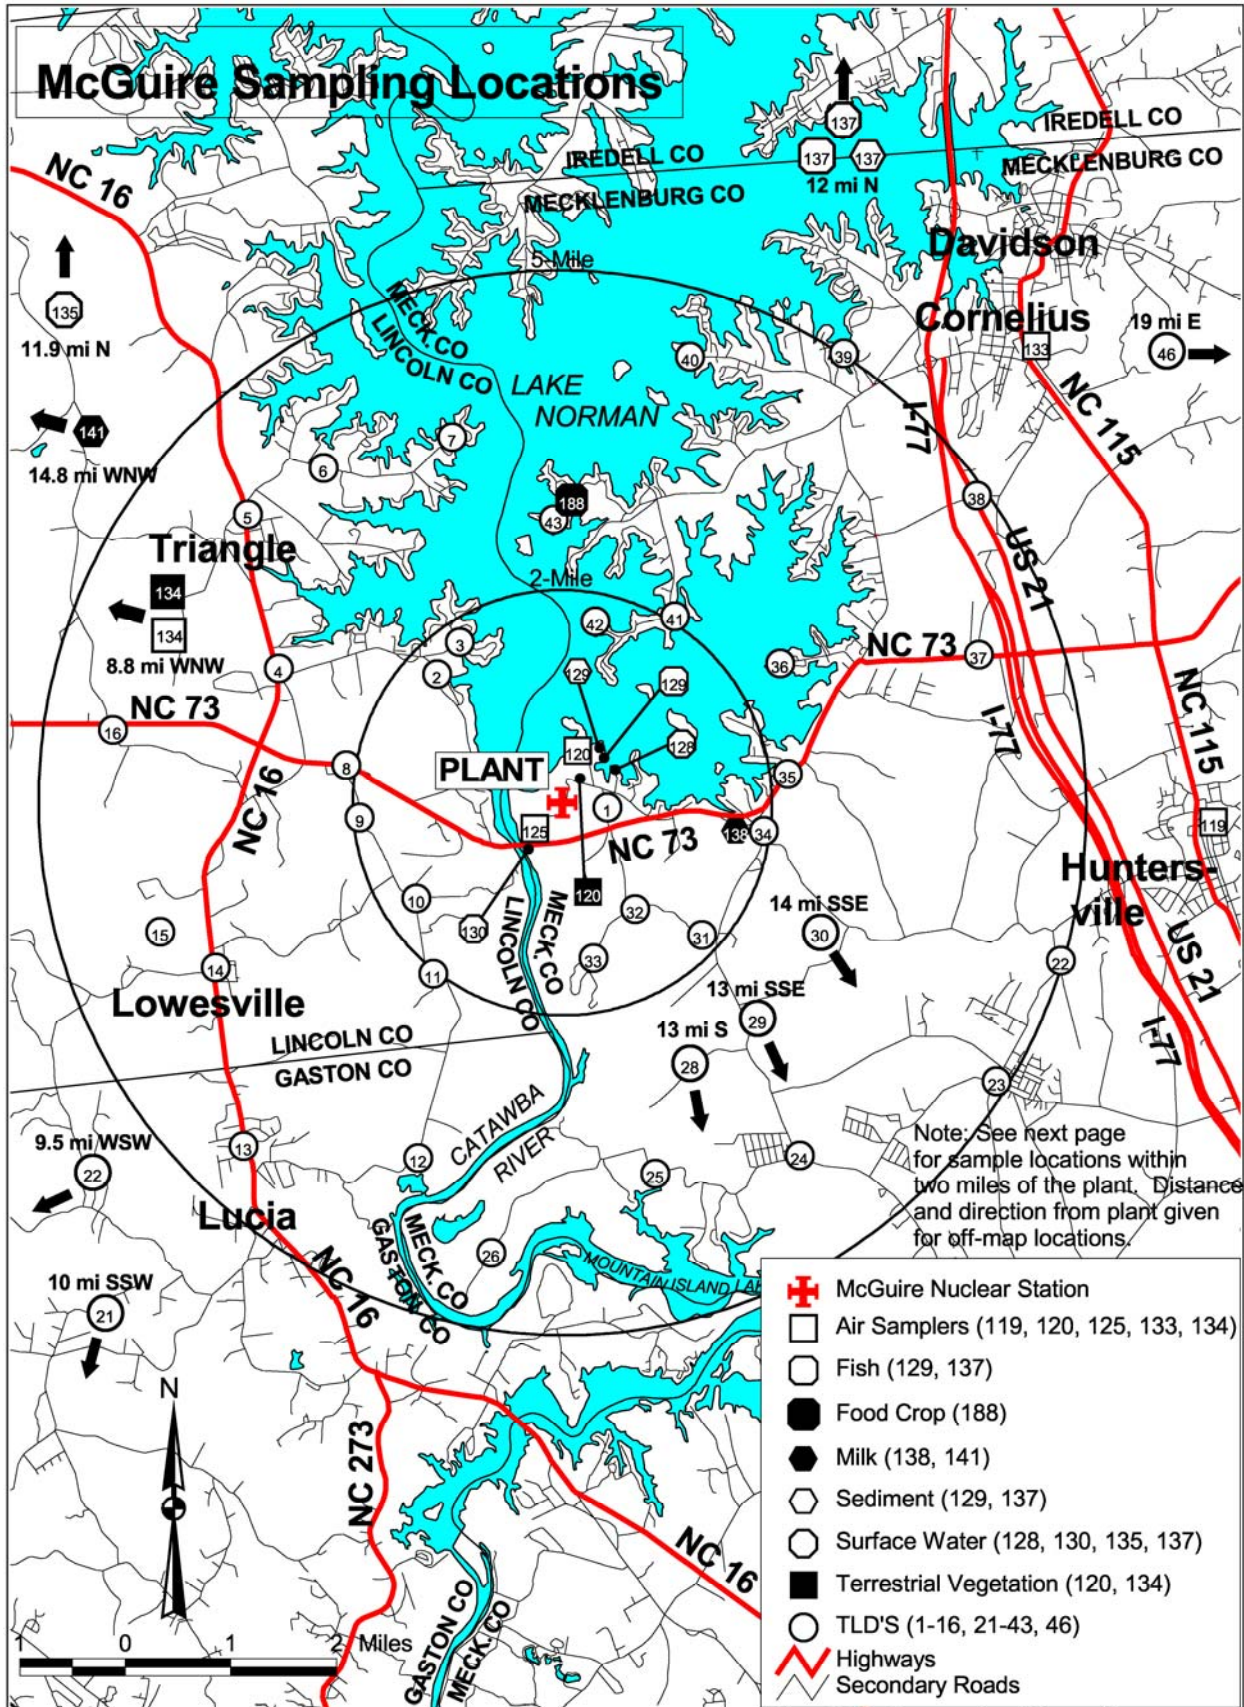 McGuire Sampling Locations
137
IREDELL CO
IREDELL CO
137
137
MECKLENBURG CO
MECKLENBURG CO
12 mi N
NC 16
Davidson
5-Mile
135
11.9 mi N
MECK.CO
LINCOLN CO
Cornelius
133
19 mi E
46
40
39
LAKE
NORMAN
I-77
NC 115
141
14.8 mi WNW
7
6
5
188
43
38
US 21
Triangle
134
134
8.8 mi WNW
2-Mile
42
41
3
2
4
129
129
36
NC 73
37
NC 73
16
8
120
128
I-77
NC 115
PLANT
35
NC 16
9
1
125
NC 73
138
34
119
Hunters-
ville
10
130
120
LINCOLN CO
MECK. CO
32
31
33
14 mi SSE
30
15
14
11
22
US 21
Lowesville
13 mi SSE
29
13 mi S
28
LINCOLN CO
GASTON CO
I-77
23
CATAWBA
RIVER
9.5 mi WSW
22
13
12
25
24
Note: See next page
for sample locations within
two miles of the plant. Distance
and direction from plant given
for off-map locations.
Lucia
MECK. CO
GASTON CO
26
MOUNTAIN ISLAND LAK
NC 16
10 mi SSW
21
N
NC 273
NC 16
GASTON CO
MECK. CO
1 0 1 2 Miles
McGuire Nuclear Station
Air Samplers (119, 120, 125, 133, 134)
Fish (129, 137)
Food Crop (188)
Milk (138, 141)
Sediment (129, 137)
Surface Water (128, 130, 135, 137)
Terrestrial Vegetation (120, 134)
TLD'S (1-16, 21-43, 46)
Highways
Secondary Roads